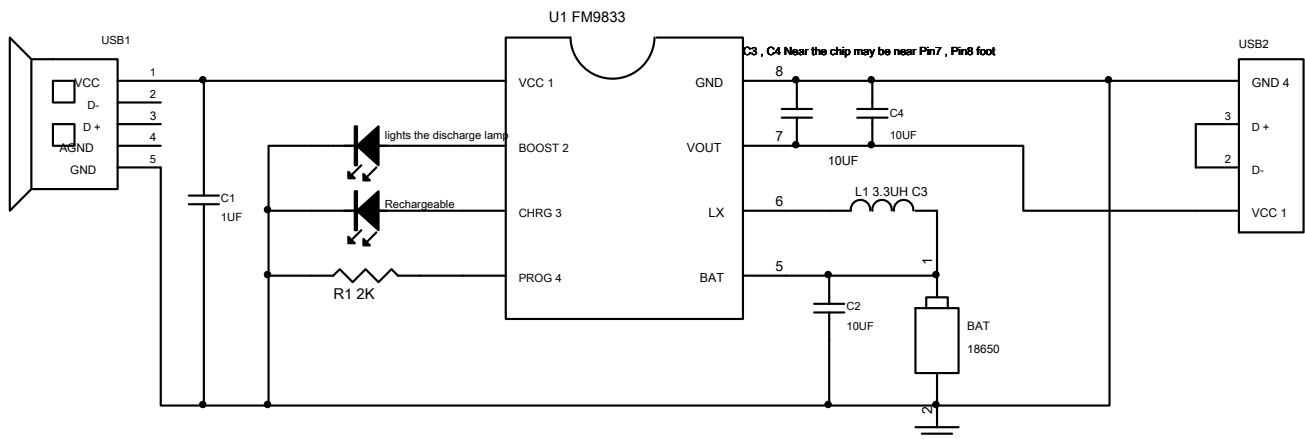 U1 FM9833
USB1
USB2
C3 , C4 Near the chip may be near Pin7 , Pin8 foot
VCC
1
D-
2
D +
3
AGND
4
GND
5
C1
1UF
lights the discharge lamp
Rechargeable
R1 2K
VCC 1
BOOST 2
CHRG 3
PROG 4
GND
8
VOUT
7
LX
6
BAT
5
C4
10UF
10UF
L1 3.3UH C3
1
C2
10UF
BAT
18650
2
GND 4
3
D +
2
D-
VCC 1